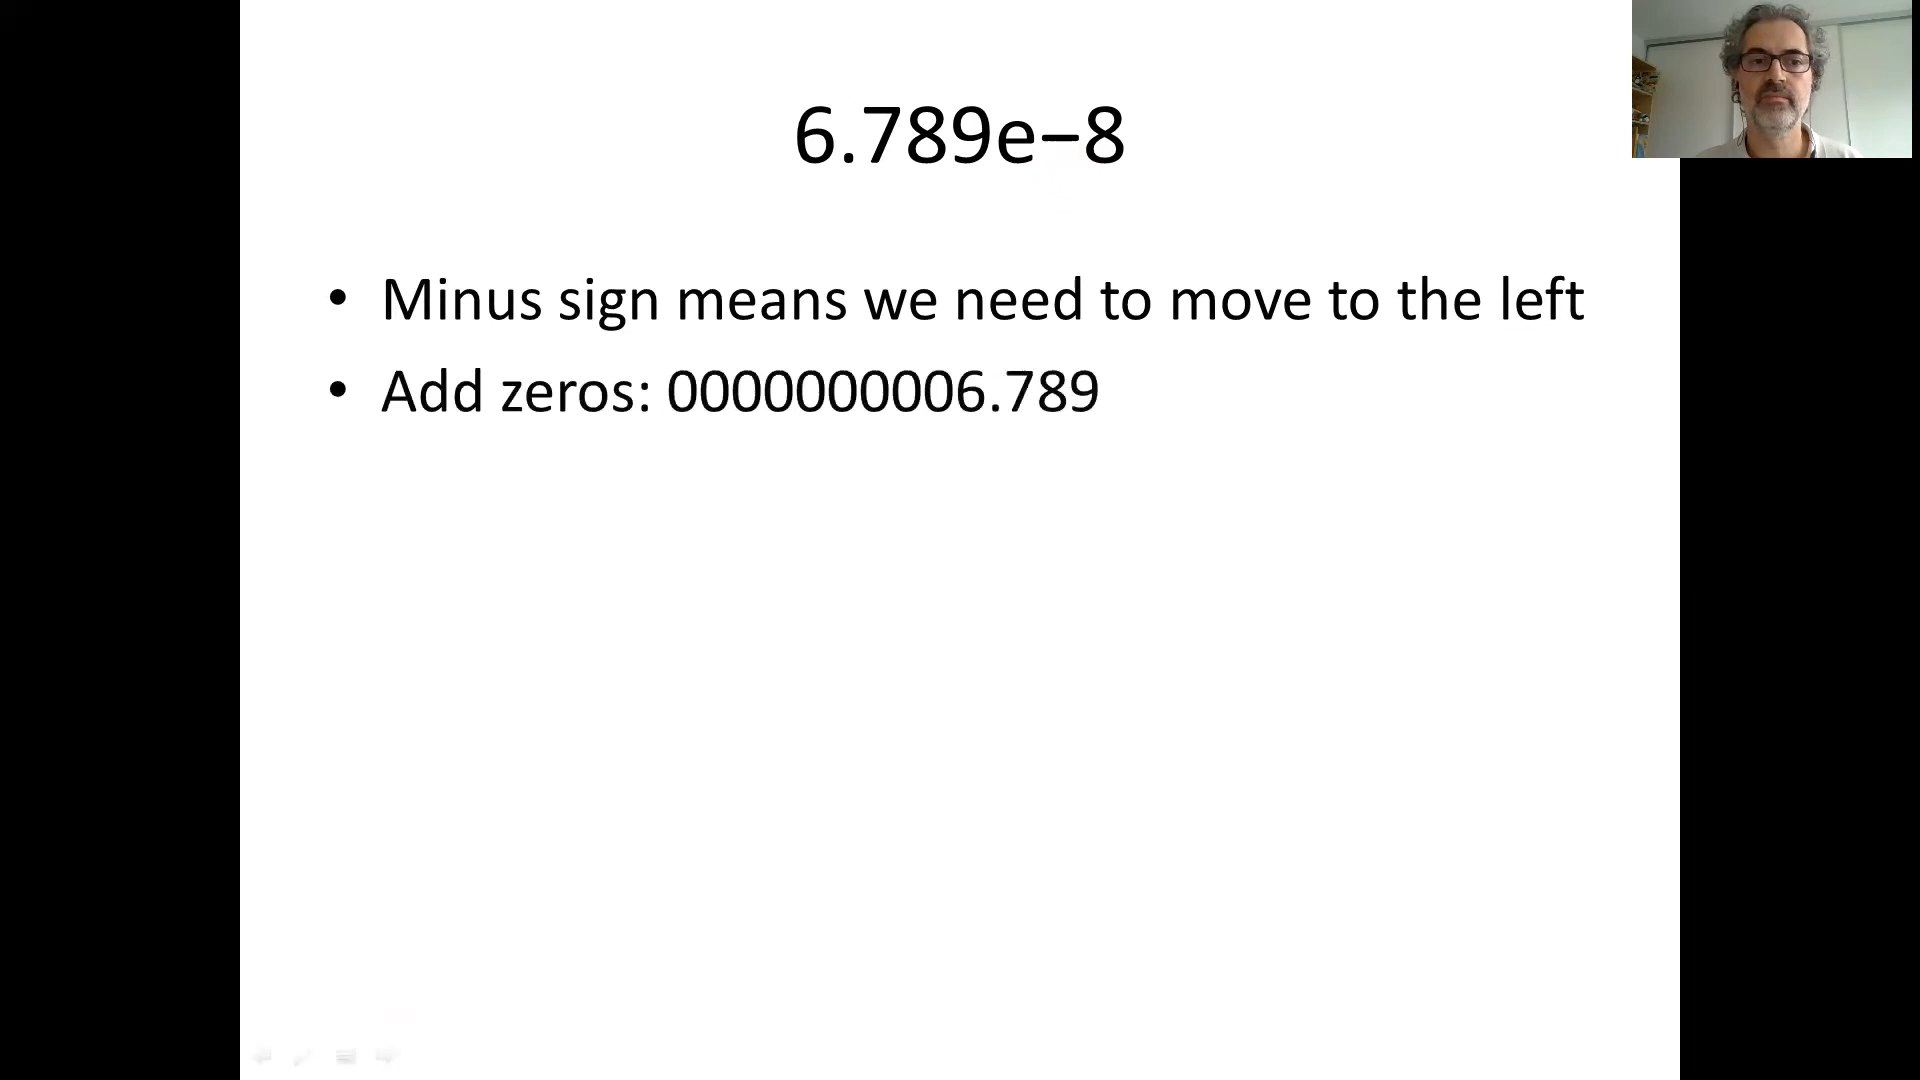 6.789e−8
• Minus sign means we need to move to the left
• Add zeros: 0000000006.789